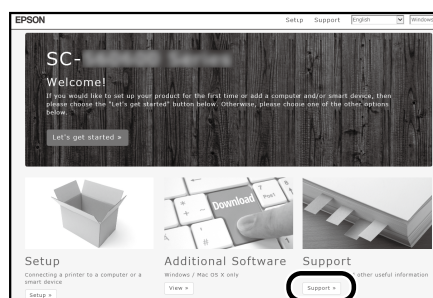 EPSON
Setup Support English Windows
SC-
Welcome!
If you would like to set up your product for the first time or add a computer and/or smart device, then
please choose the "Let's get started" button below. Otherwise, please choose one of the other options
below.
Let's get started »
Download
Setup
Connecting a printer to a computer or a
smart device
Setup »
Additional Software
Windows / Mac OS X only
View »
Support
other useful information
Support »